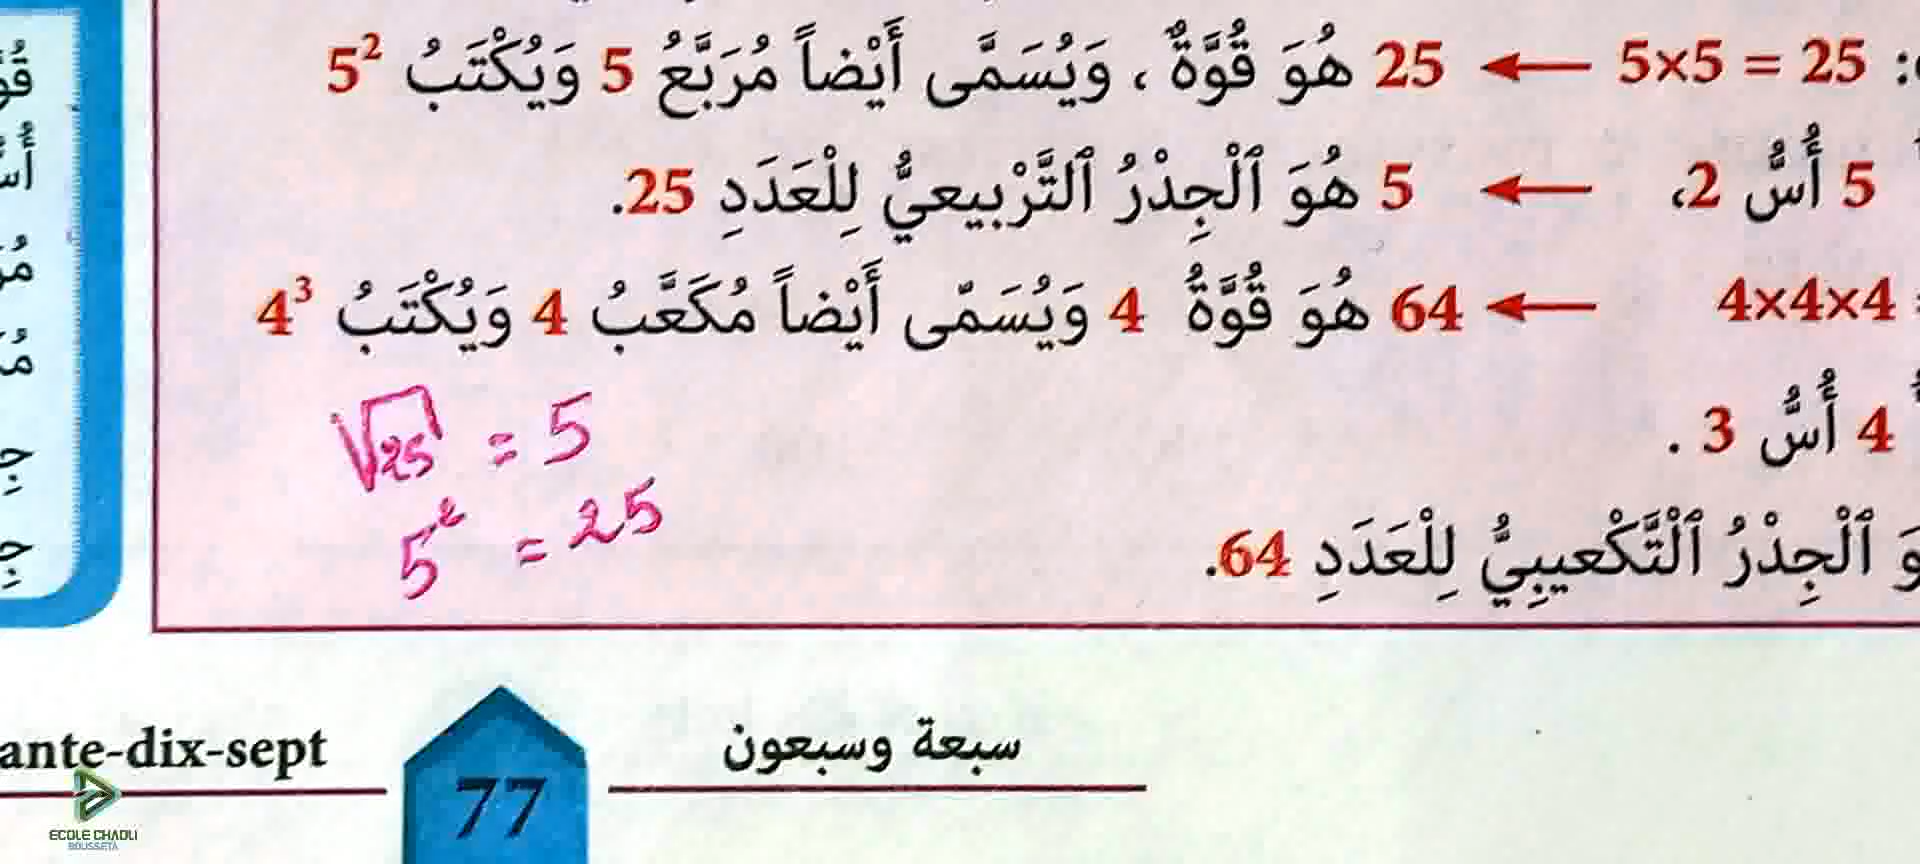 5×5 = 25 ← 25 هُوَ قُوَّةٌ ، وَيُسَمَّى أَيْضاً مُرَبَّعُ 5 وَيُكْتَبُ 5²
5 أُسُّ 2، ← 5 هُوَ ٱلْجِذْرُ ٱلتَّرْبيعيُّ لِلْعَدَدِ 25.
4×4×4 ← 64 هُوَ قُوَّةُ 4 وَيُسَمّى أَيْضاً مُكَعَّبُ 4 وَيُكْتَبُ 4³
4 أُسُّ 3 .
√25 = 5
5² = 25
ٱلْجِذْرُ ٱلْتَّكْعيبِيُّ لِلْعَدَدِ 64.
سبعة وسبعون
77
ante-dix-sept
ECOLE CHADLI
BOUSSETA